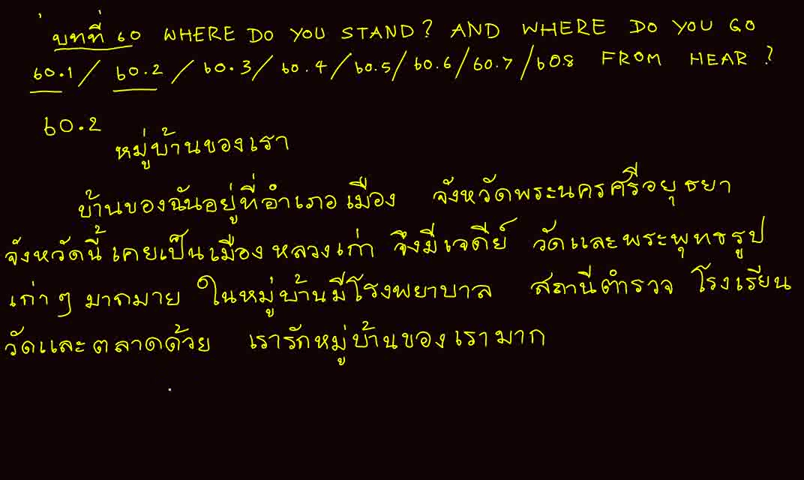 บทที่ 60 WHERE DO YOU STAND? AND WHERE DO YOU GO
60.1 / 60.2 / 60.3 / 60.4 / 60.5 / 60.6 / 60.7 / 60.8 FROM HEAR ?
60.2
หมู่บ้านของเรา
บ้านของฉันอยู่ที่อำเภอเมือง จังหวัดพระนครศรีอยุธยา
จังหวัดนี้เคยเป็นเมืองหลวงเก่า จึงมีเจดีย์ วัดและพระพุทธรูป
เก่าๆ มากมาย ในหมู่บ้านมีโรงพยาบาล สถานีตำรวจ โรงเรียน
วัดและตลาดด้วย เรารักหมู่บ้านของเรามาก